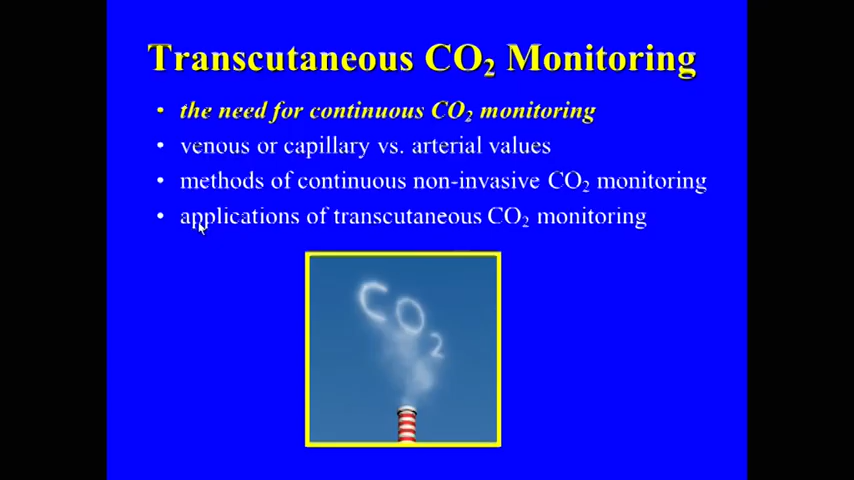 Transcutaneous CO₂ Monitoring
• the need for continuous CO₂ monitoring
• venous or capillary vs. arterial values
• methods of continuous non-invasive CO₂ monitoring
• applications of transcutaneous CO₂ monitoring
CO₂